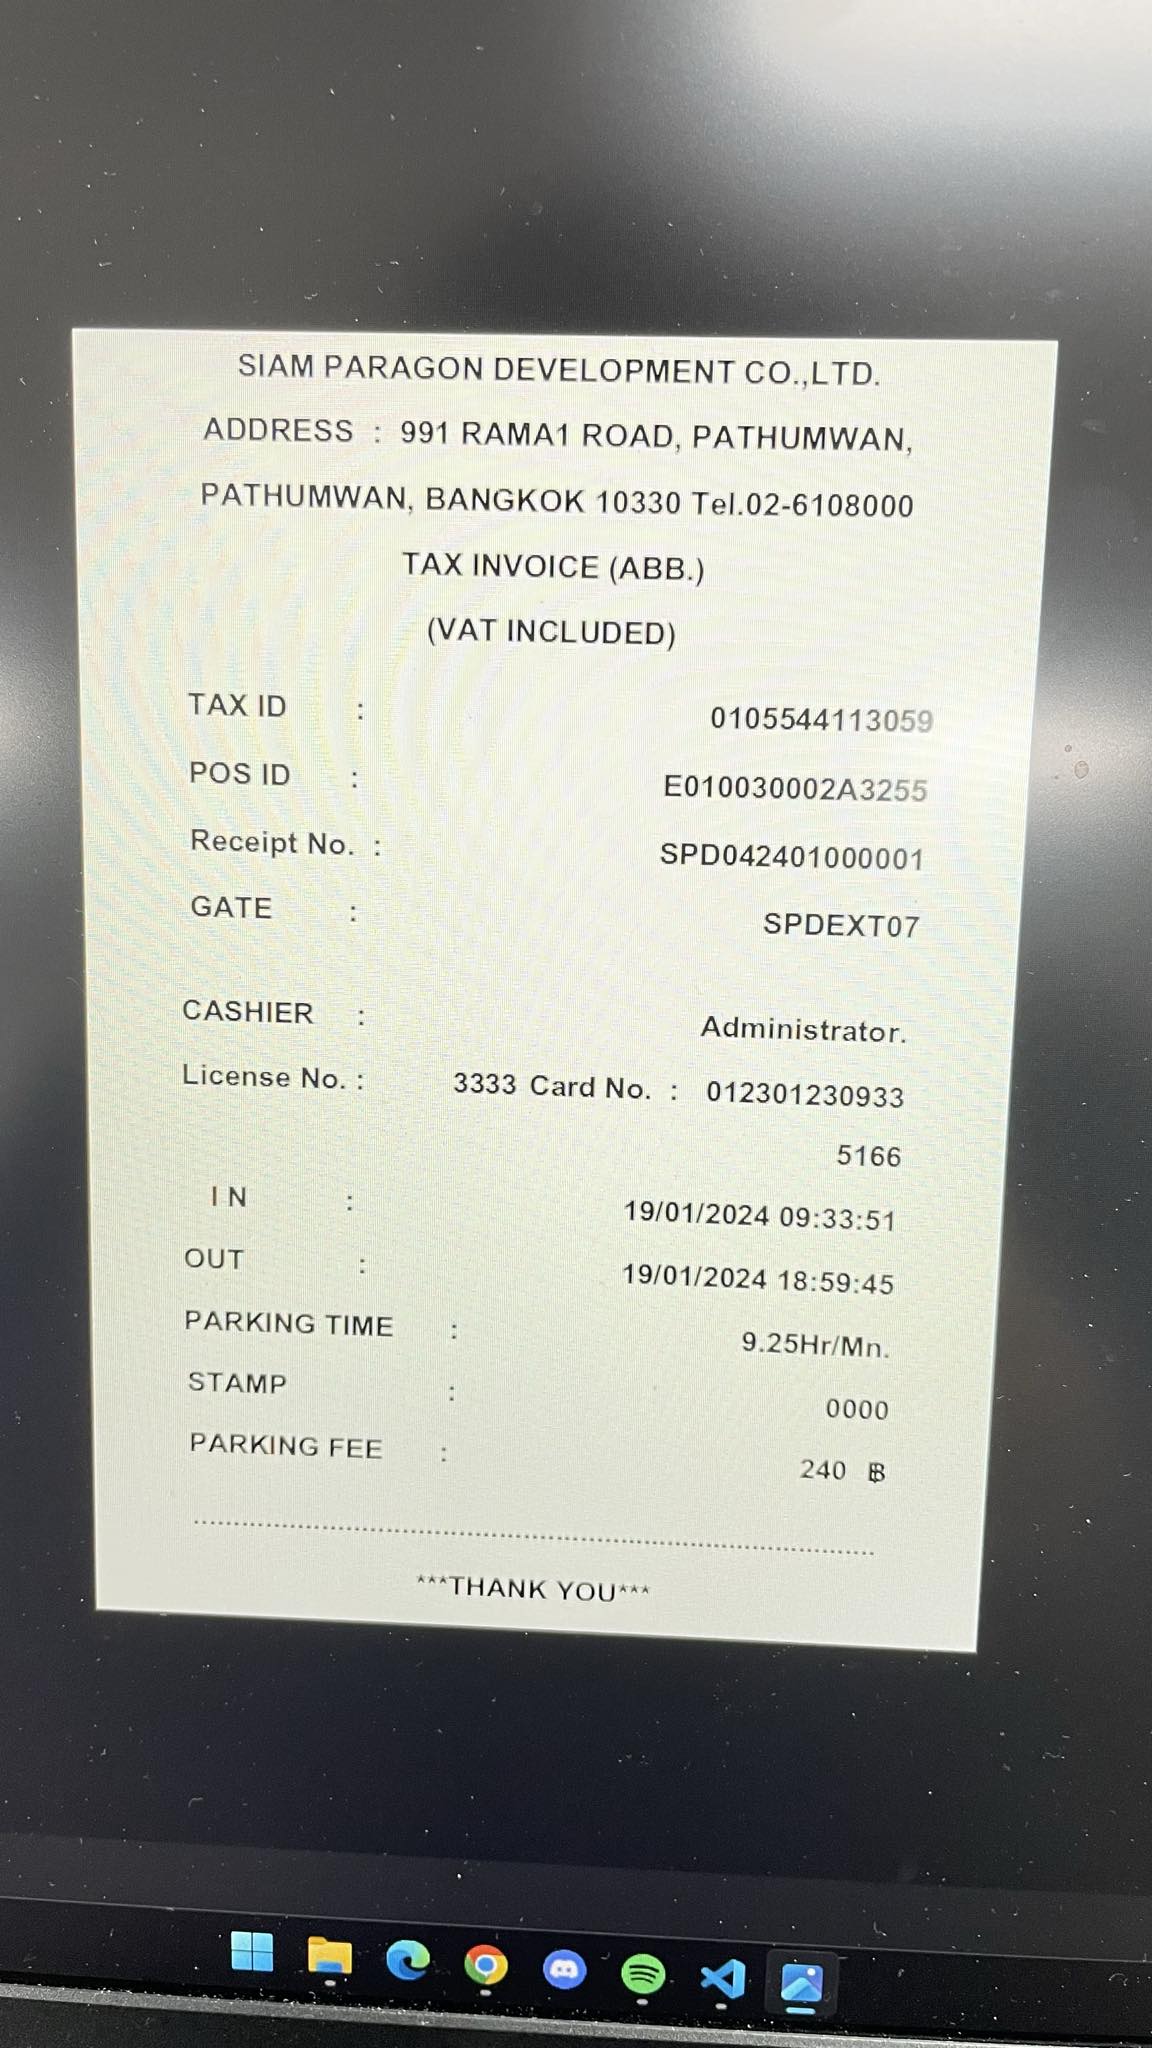 SIAM PARAGON DEVELOPMENT CO.,LTD.
ADDRESS : 991 RAMA1 ROAD, PATHUMWAN,
PATHUMWAN, BANGKOK 10330 Tel.02-6108000
TAX INVOICE (ABB.)
(VAT INCLUDED)
TAX ID : 0105544113059
POS ID : E010030002A3255
Receipt No. : SPD042401000001
GATE : SPDEXT07
CASHIER : Administrator.
License No. : 3333 Card No. : 012301230933
5166
IN : 19/01/2024 09:33:51
OUT : 19/01/2024 18:59:45
PARKING TIME : 9.25Hr/Mn.
STAMP : 0000
PARKING FEE : 240 ฿
***THANK YOU***